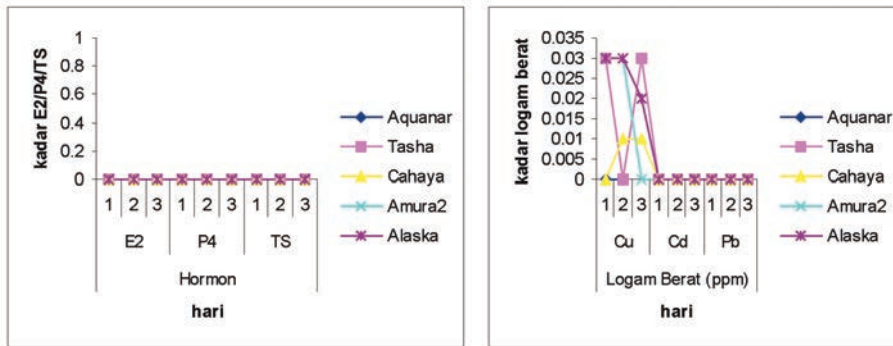 kadar E2/P4/TS
1
0.8
0.6
0.4
0.2
0
1 2 3 1 2 3 1 2 3
E2 P4 TS
Hormon
hari
Aquanar
Tasha
Cahaya
Amura2
Alaska
kadar logam berat
0.035
0.03
0.025
0.02
0.015
0.01
0.005
0
1 2 3 1 2 3 1 2 3
Cu Cd Pb
Logam Berat (ppm)
hari
Aquanar
Tasha
Cahaya
Amura2
Alaska